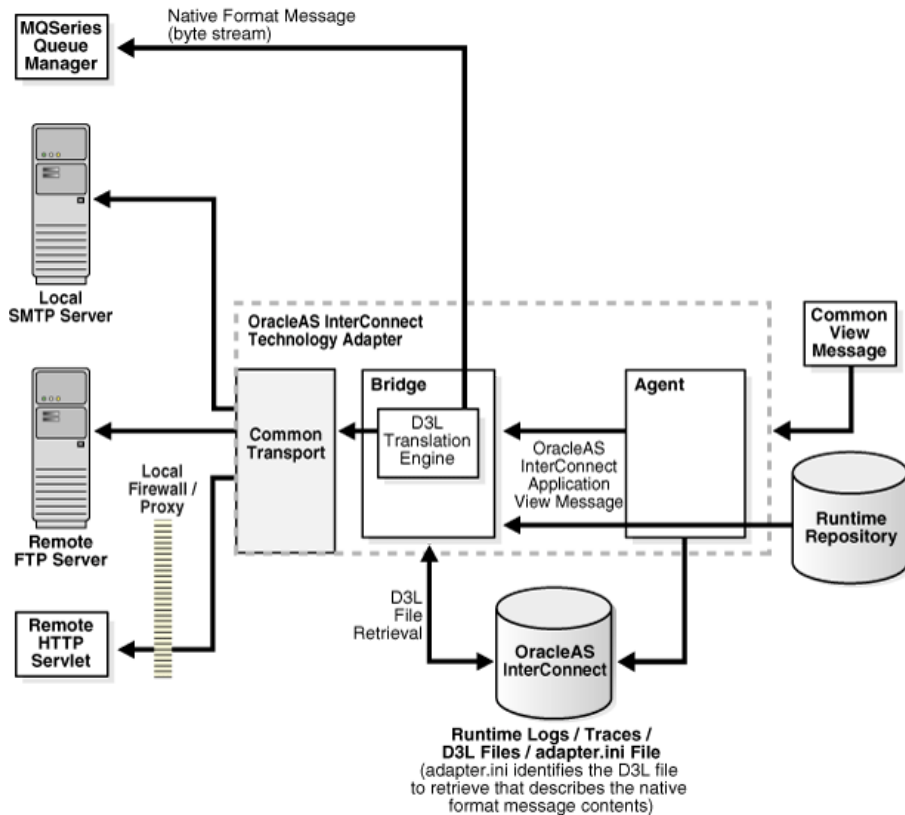 Native Format Message
(byte stream)
MQSeries
Queue
Manager
Local
SMTP Server
OracleAS InterConnect
Technology Adapter
Common
View
Message
Bridge
Agent
D3L
Translation
Engine
Common
Transport
OracleAS
InterConnect
Application
View Message
Local
Firewall /
Proxy
Runtime
Repository
Remote
FTP Server
D3L
File
Retrieval
Remote
HTTP
Servlet
OracleAS
InterConnect
Runtime Logs / Traces /
D3L Files / adapter.ini File
(adapter.ini identifies the D3L file
to retrieve that describes the native
format message contents)